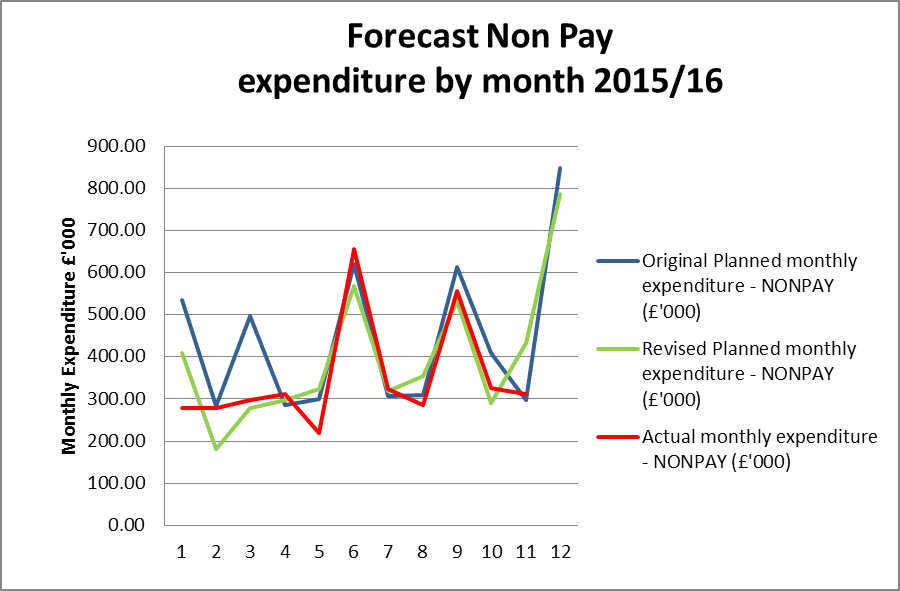 Forecast Non Pay
expenditure by month 2015/16
900.00
800.00
700.00
600.00
500.00
400.00
300.00
200.00
100.00
0.00
Monthly Expenditure £'000
1 2 3 4 5 6 7 8 9 10 11 12
Original Planned monthly
expenditure - NONPAY
(£'000)
Revised Planned monthly
expenditure - NONPAY
(£'000)
Actual monthly expenditure
- NONPAY (£'000)